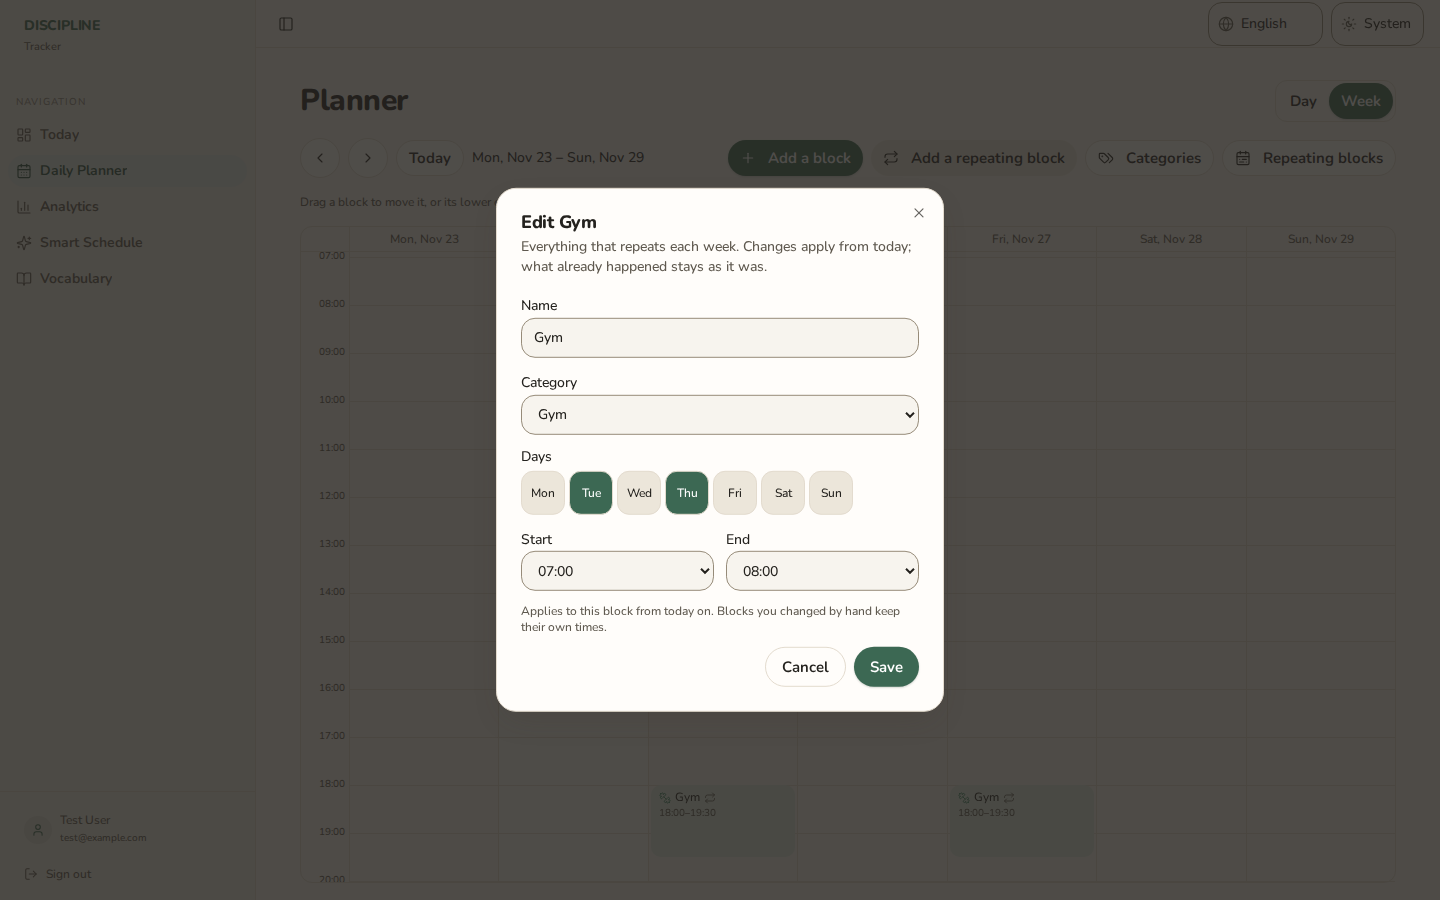 DISCIPLINE
Tracker
NAVIGATION
Today
Daily Planner
Analytics
Smart Schedule
Vocabulary
Test User
test@example.com
Sign out
English
System
Planner
Day
Week
Today
Mon, Nov 23 – Sun, Nov 29
Add a block
Add a repeating block
Categories
Repeating blocks
Drag a block to move it, or its lower
Mon, Nov 23
Fri, Nov 27
Sat, Nov 28
Sun, Nov 29
07:00
08:00
09:00
10:00
11:00
12:00
13:00
14:00
15:00
16:00
17:00
18:00
19:00
20:00
Gym
18:00–19:30
Gym
18:00–19:30
Edit Gym
Everything that repeats each week. Changes apply from today;
what already happened stays as it was.
Name
Gym
Category
Gym
Days
Mon
Tue
Wed
Thu
Fri
Sat
Sun
Start
End
07:00
08:00
Applies to this block from today on. Blocks you changed by hand keep
their own times.
Cancel
Save